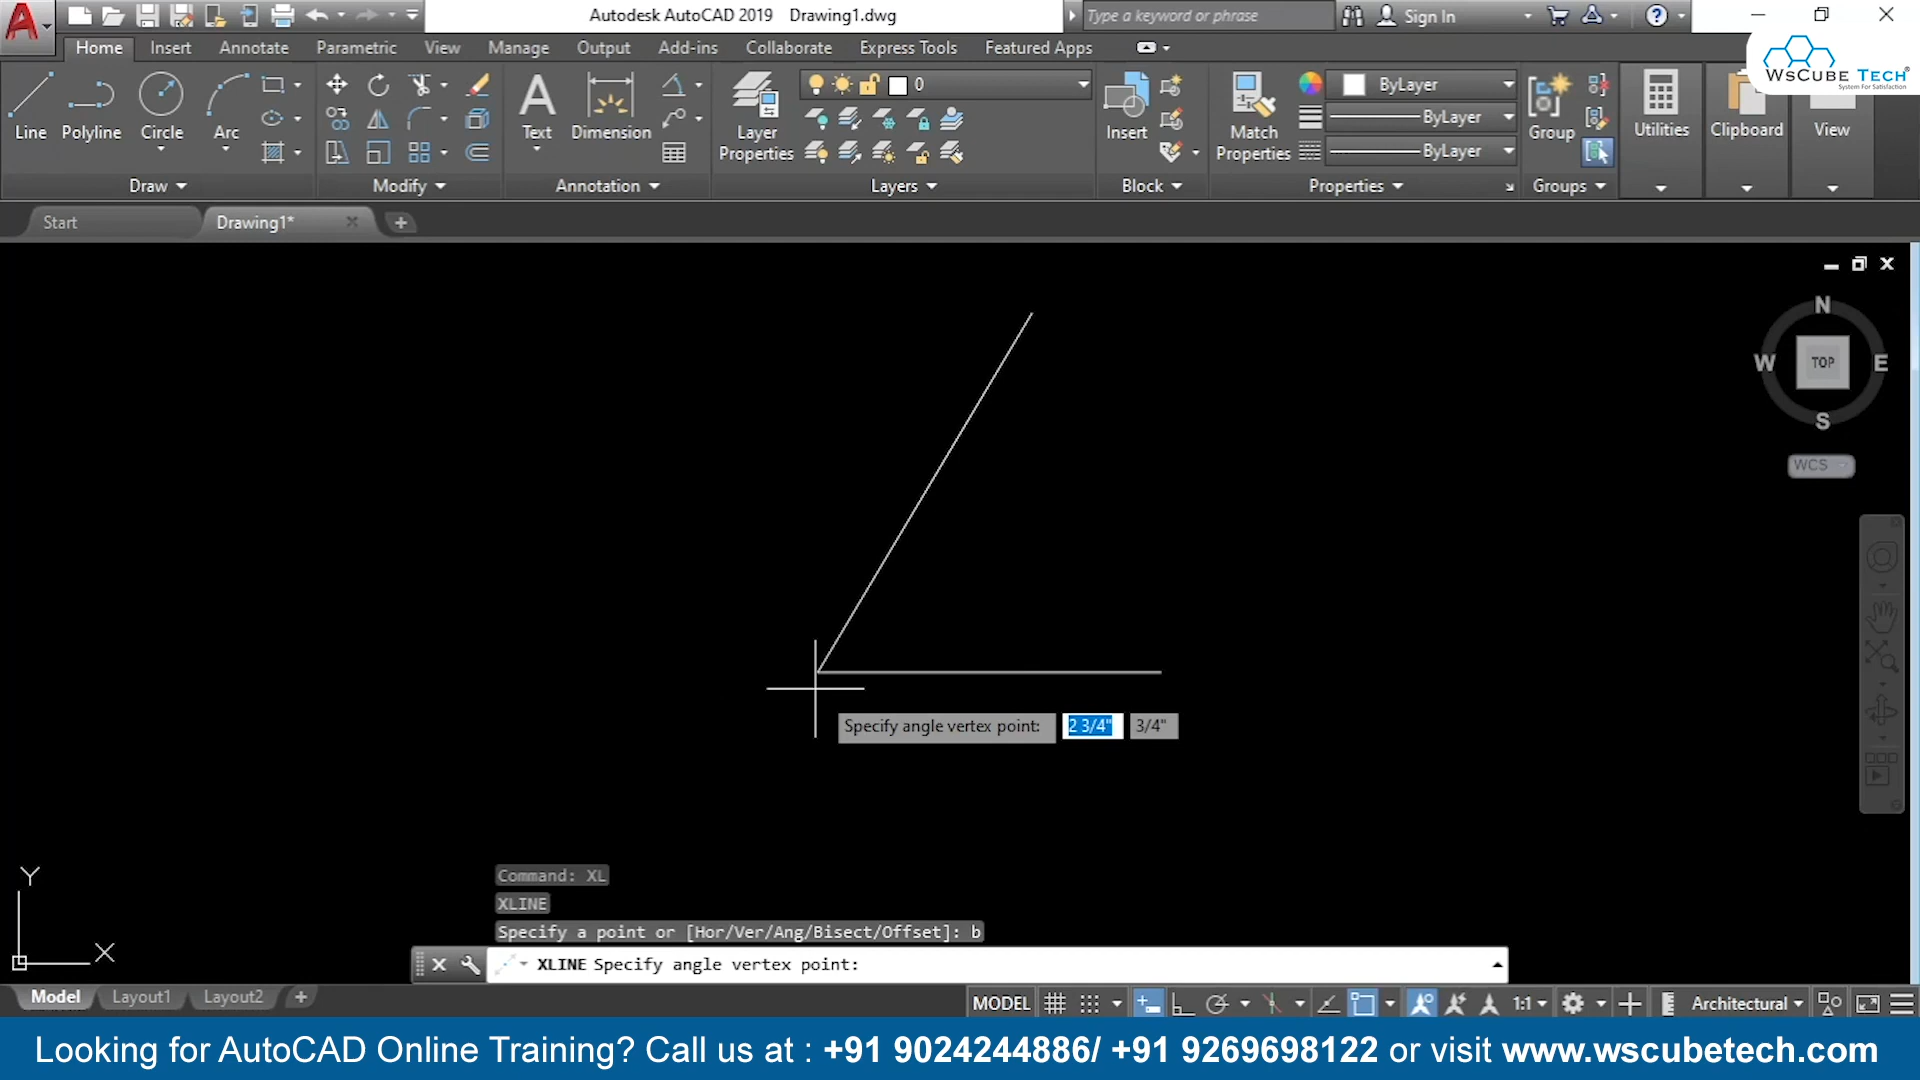 Autodesk AutoCAD 2019 Drawing1.dwg
Type a keyword or phrase
Sign In
Home Insert Annotate Parametric View Manage Output Add-ins Collaborate Express Tools Featured Apps
WsCube Tech®
System For Satisfaction
0
ByLayer
ByLayer
ByLayer
Line Polyline Circle Arc
Text Dimension
Layer Properties
Insert
Match Properties
Group
Utilities
Clipboard
View
Draw Modify Annotation Layers Block Properties Groups
Start Drawing1* +
N
W TOP E
S
WCS
Specify angle vertex point: 2 3/4" 3/4"
Y
X
Command: XL
XLINE
Specify a point or [Hor/Ver/Ang/Bisect/Offset]: b
XLINE Specify angle vertex point:
Model Layout1 Layout2 +
MODEL 1:1 Architectural
Looking for AutoCAD Online Training? Call us at : +91 9024244886/ +91 9269698122 or visit www.wscubetech.com